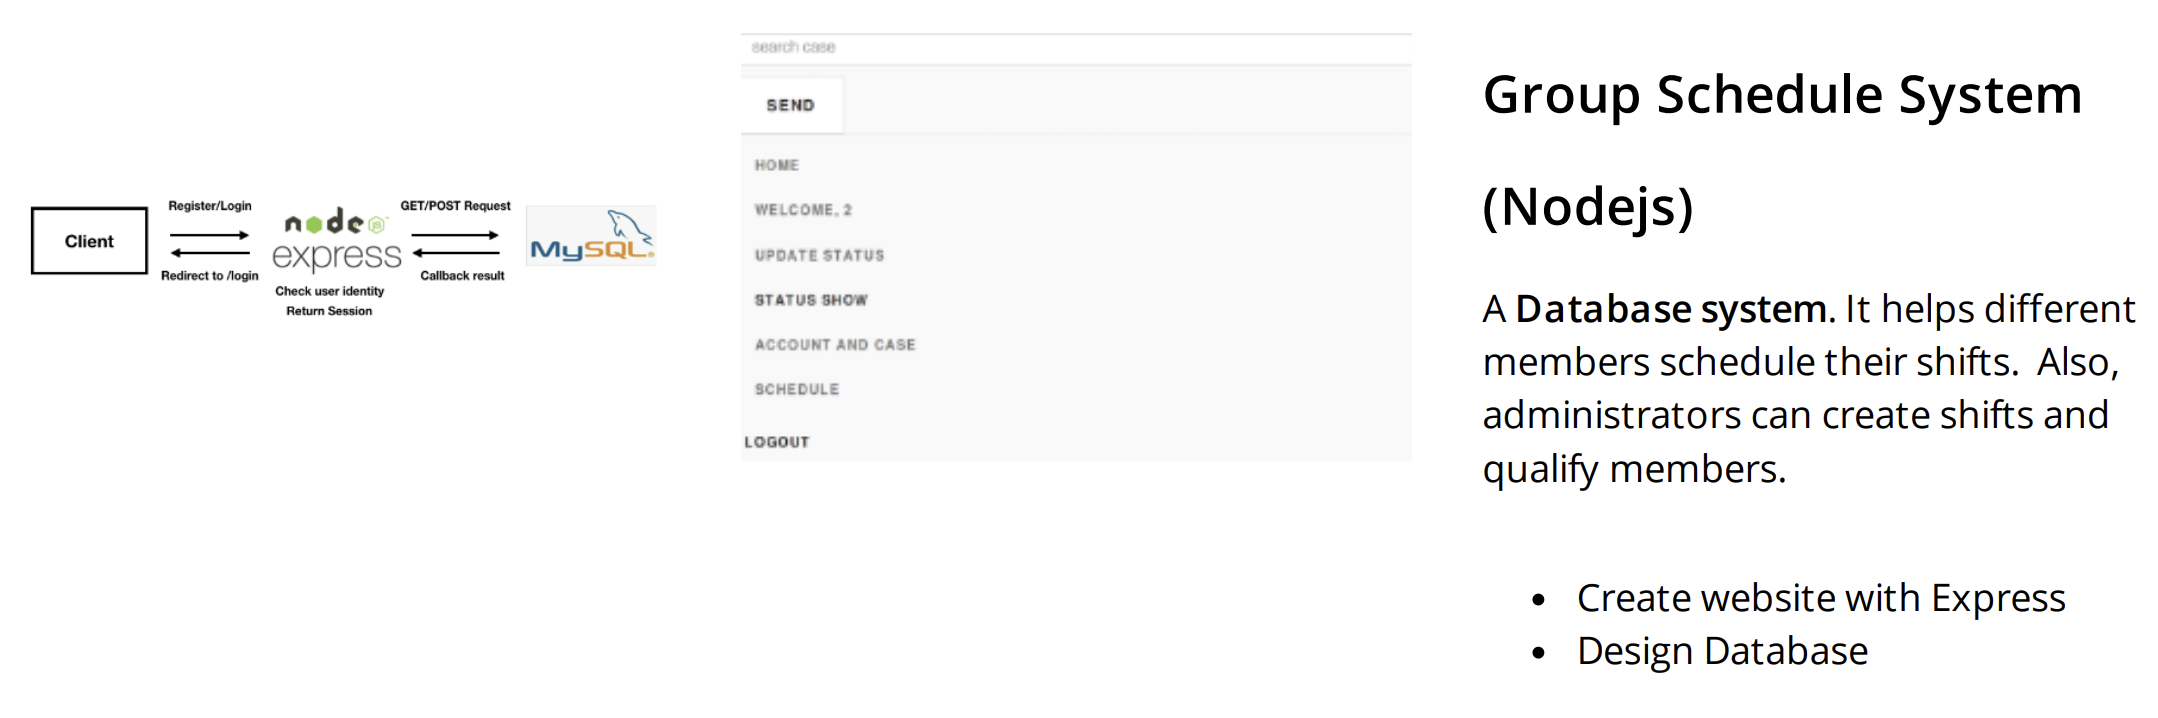 Client
Register/Login
Redirect to /login
node
JS
express
Check user identity
Return Session
GET/POST Request
Callback result
MySQL.
search case
SEND
HOME
WELCOME, 2
UPDATE STATUS
STATUS SHOW
ACCOUNT AND CASE
SCHEDULE
LOGOUT
Group Schedule System
(Nodejs)
A Database system. It helps different
members schedule their shifts.  Also,
administrators can create shifts and
qualify members.
• Create website with Express
• Design Database